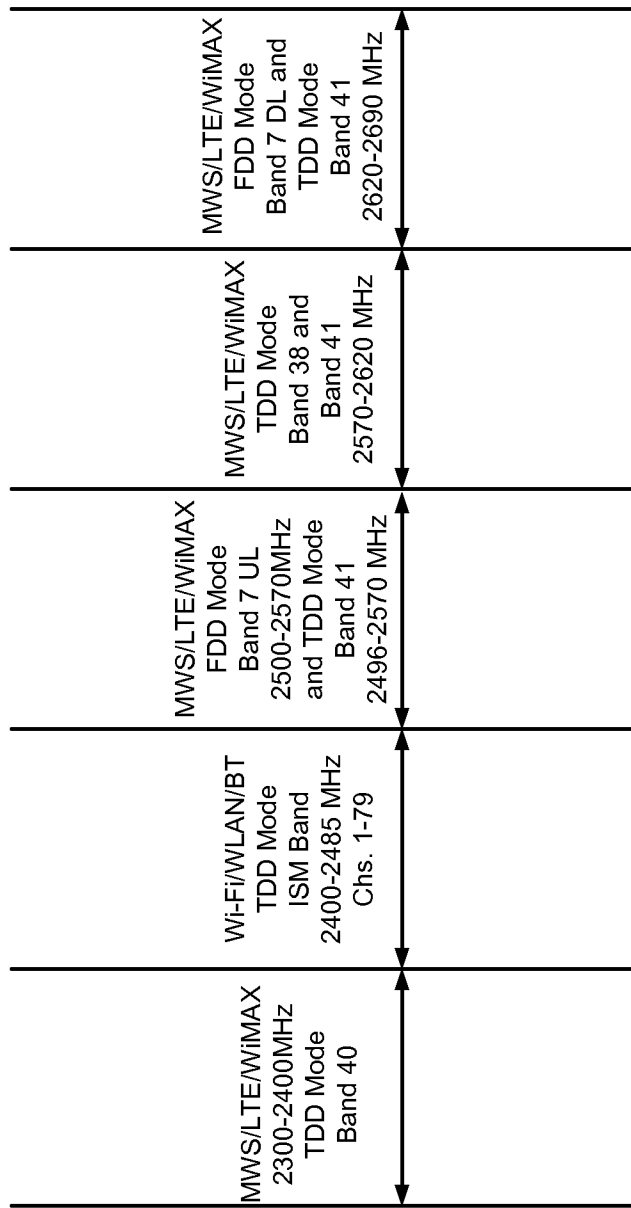 MWS/LTE/WiMAX
2300-2400MHz
TDD Mode
Band 40
Wi-Fi/WLAN/BT
TDD Mode
ISM Band
2400-2485 MHz
Chs. 1-79
MWS/LTE/WiMAX
FDD Mode
Band 7 UL
2500-2570MHz
and TDD Mode
Band 41
2496-2570 MHz
MWS/LTE/WiMAX
TDD Mode
Band 38 and
Band 41
2570-2620 MHz
MWS/LTE/WiMAX
FDD Mode
Band 7 DL and
TDD Mode
Band 41
2620-2690 MHz